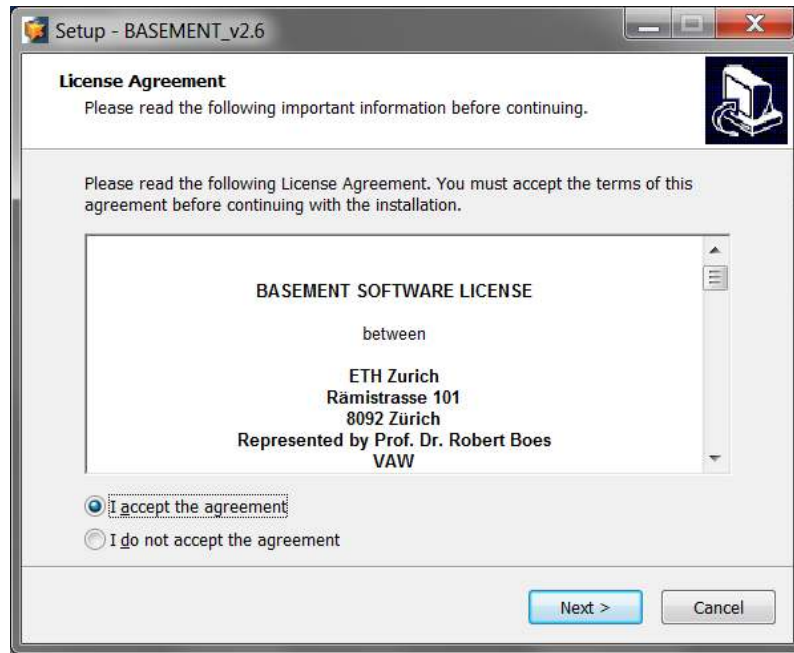 Setup - BASEMENT_v2.6
License Agreement
Please read the following important information before continuing.
Please read the following License Agreement. You must accept the terms of this
agreement before continuing with the installation.
BASEMENT SOFTWARE LICENSE
between
ETH Zurich
Rämistrasse 101
8092 Zürich
Represented by Prof. Dr. Robert Boes
VAW
I accept the agreement
I do not accept the agreement
Next >
Cancel